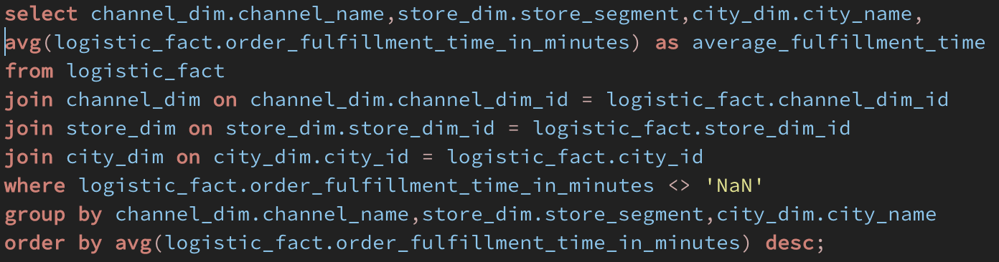 select channel_dim.channel_name,store_dim.store_segment,city_dim.city_name,
avg(logistic_fact.order_fulfillment_time_in_minutes) as average_fulfillment_time
from logistic_fact
join channel_dim on channel_dim.channel_dim_id = logistic_fact.channel_dim_id
join store_dim on store_dim.store_dim_id = logistic_fact.store_dim_id
join city_dim on city_dim.city_id = logistic_fact.city_id
where logistic_fact.order_fulfillment_time_in_minutes <> 'NaN'
group by channel_dim.channel_name,store_dim.store_segment,city_dim.city_name
order by avg(logistic_fact.order_fulfillment_time_in_minutes) desc;